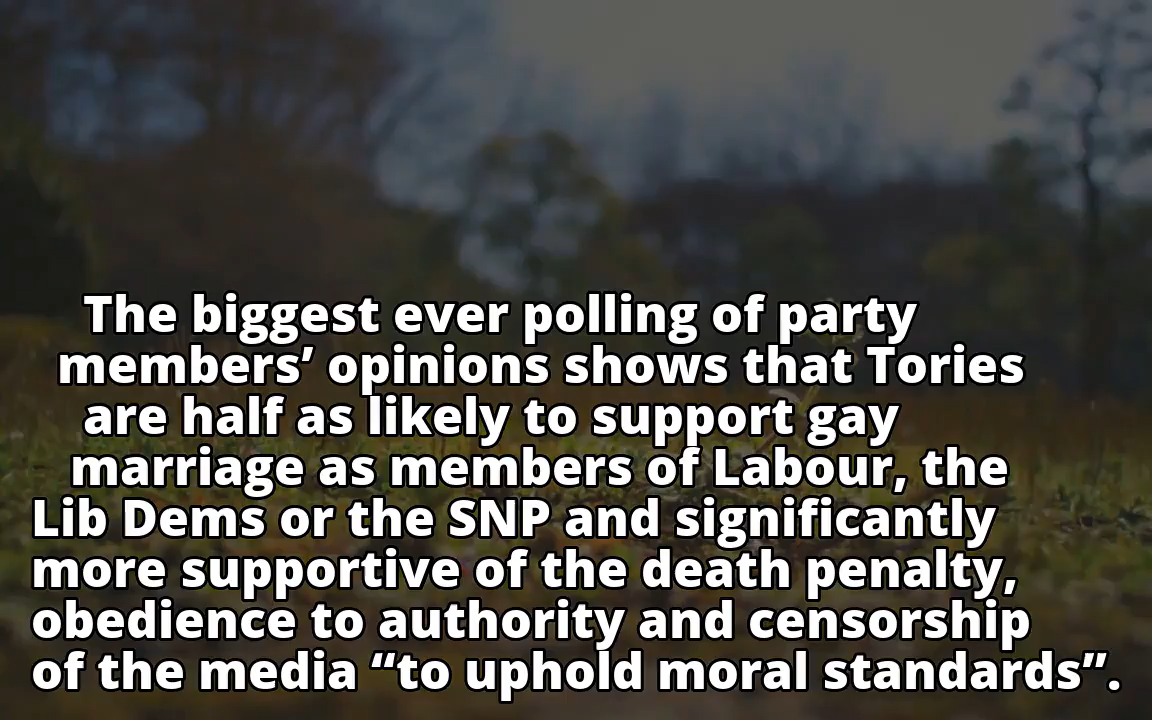 The biggest ever polling of party
members’ opinions shows that Tories
are half as likely to support gay
marriage as members of Labour, the
Lib Dems or the SNP and significantly
more supportive of the death penalty,
obedience to authority and censorship
of the media “to uphold moral standards”.